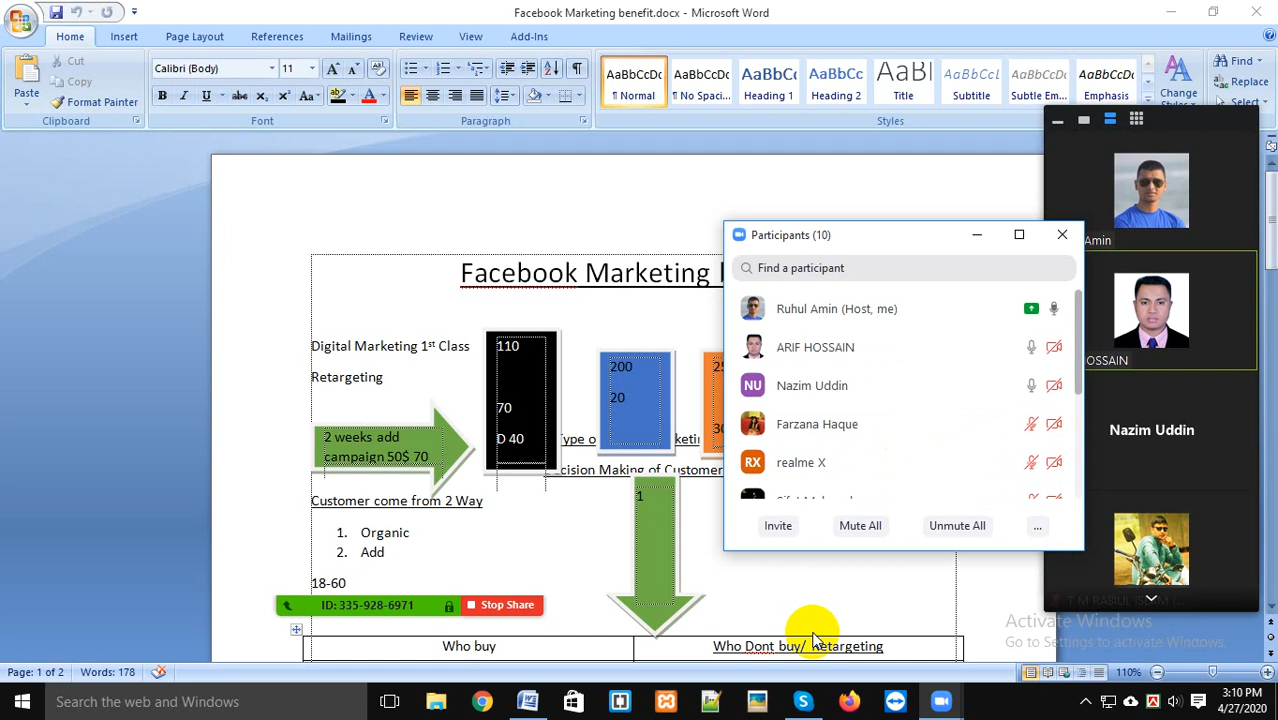 Facebook Marketing benefit.docx - Microsoft Word
Home Insert Page Layout References Mailings Review View Add-Ins
Cut
Copy
Paste
Format Painter
Clipboard
Calibri (Body) 11
Font
Paragraph
AaBbCcDc AaBbCcDc AaBbCc AaBbCc AaBl AaBbCcDc AaBbCcDc AaBbCcDc
¶ Normal ¶ No Spaci... Heading 1 Heading 2 Title Subtitle Subtle Em... Emphasis
Styles
Change
Styles
Find
Replace
Select
Facebook Marketing
Digital Marketing 1st Class
Retargeting
110
70
D 40
200
20
2 weeks add
campaign 50$ 70
Customer come from 2 Way
1. Organic
2. Add
18-60
1
Who buy
Who Dont buy/ Retargeting
ID: 335-928-6971
Stop Share
Participants (10)
Find a participant
Ruhul Amin (Host, me)
ARIF HOSSAIN
NU Nazim Uddin
Farzana Haque
RX realme X
Invite Mute All Unmute All ...
Amin
OSSAIN
Nazim Uddin
T M RABIUL ISLAM (...
Activate Windows
Go to Settings to activate Windows.
Page: 1 of 2 Words: 178
110%
Search the web and Windows
3:10 PM
4/27/2020